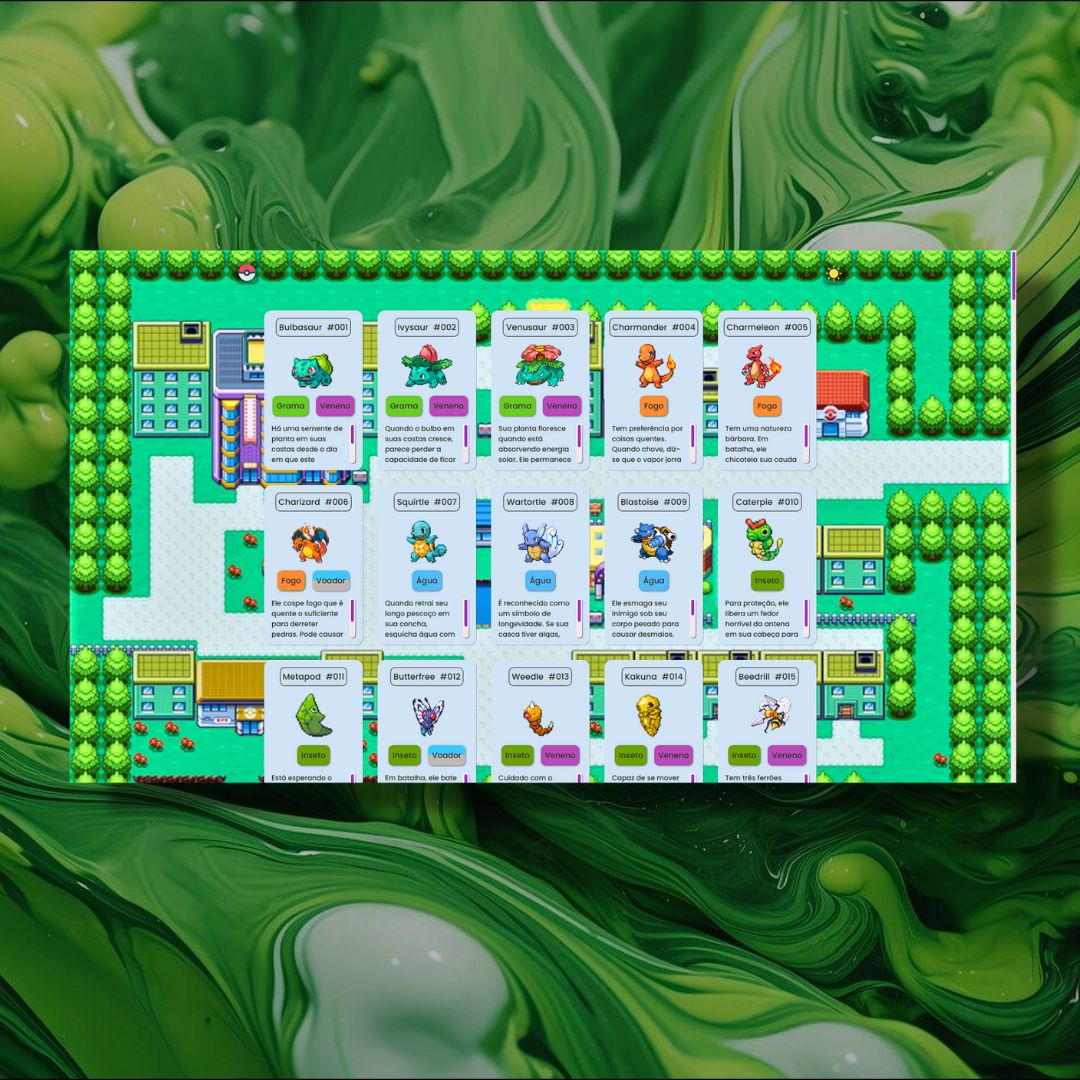 Bulbasaur #001
Grama Veneno
Há uma semente de
planta em suas
costas desde o dia
em que este
Ivysaur #002
Grama Veneno
Quando o bulbo em
suas costas cresce,
parece perder a
capacidade de ficar
Venusaur #003
Grama Veneno
Sua planta floresce
quando está
absorvendo energia
solar. Ele permanece
Charmander #004
Fogo
Tem preferência por
coisas quentes.
Quando chove, diz-
se que o vapor jorra
Charmeleon #005
Fogo
Tem uma natureza
bárbara. Em
batalha, ele
chicoteia sua cauda
Charizard #006
Fogo Voador
Ele cospe fogo que é
quente o suficiente
para derreter
pedras. Pode causar
Squirtle #007
Água
Quando retrai seu
longo pescoço em
sua concha,
esguicha água com
Wartortle #008
Água
É reconhecido como
um símbolo de
longevidade. Se sua
casca tiver algas,
Blastoise #009
Água
Ele esmaga seu
inimigo sob seu
corpo pesado para
causar desmaios.
Caterpie #010
Inseto
Para proteção, ele
libera um fedor
horrível da antena
em sua cabeça para
Metapod #011
Inseto
Está esperando o
Butterfree #012
Inseto Voador
Em batalha, ele bate
Weedle #013
Inseto Veneno
Cuidado com o
Kakuna #014
Inseto Veneno
Capaz de se mover
Beedrill #015
Inseto Veneno
Tem três ferrões